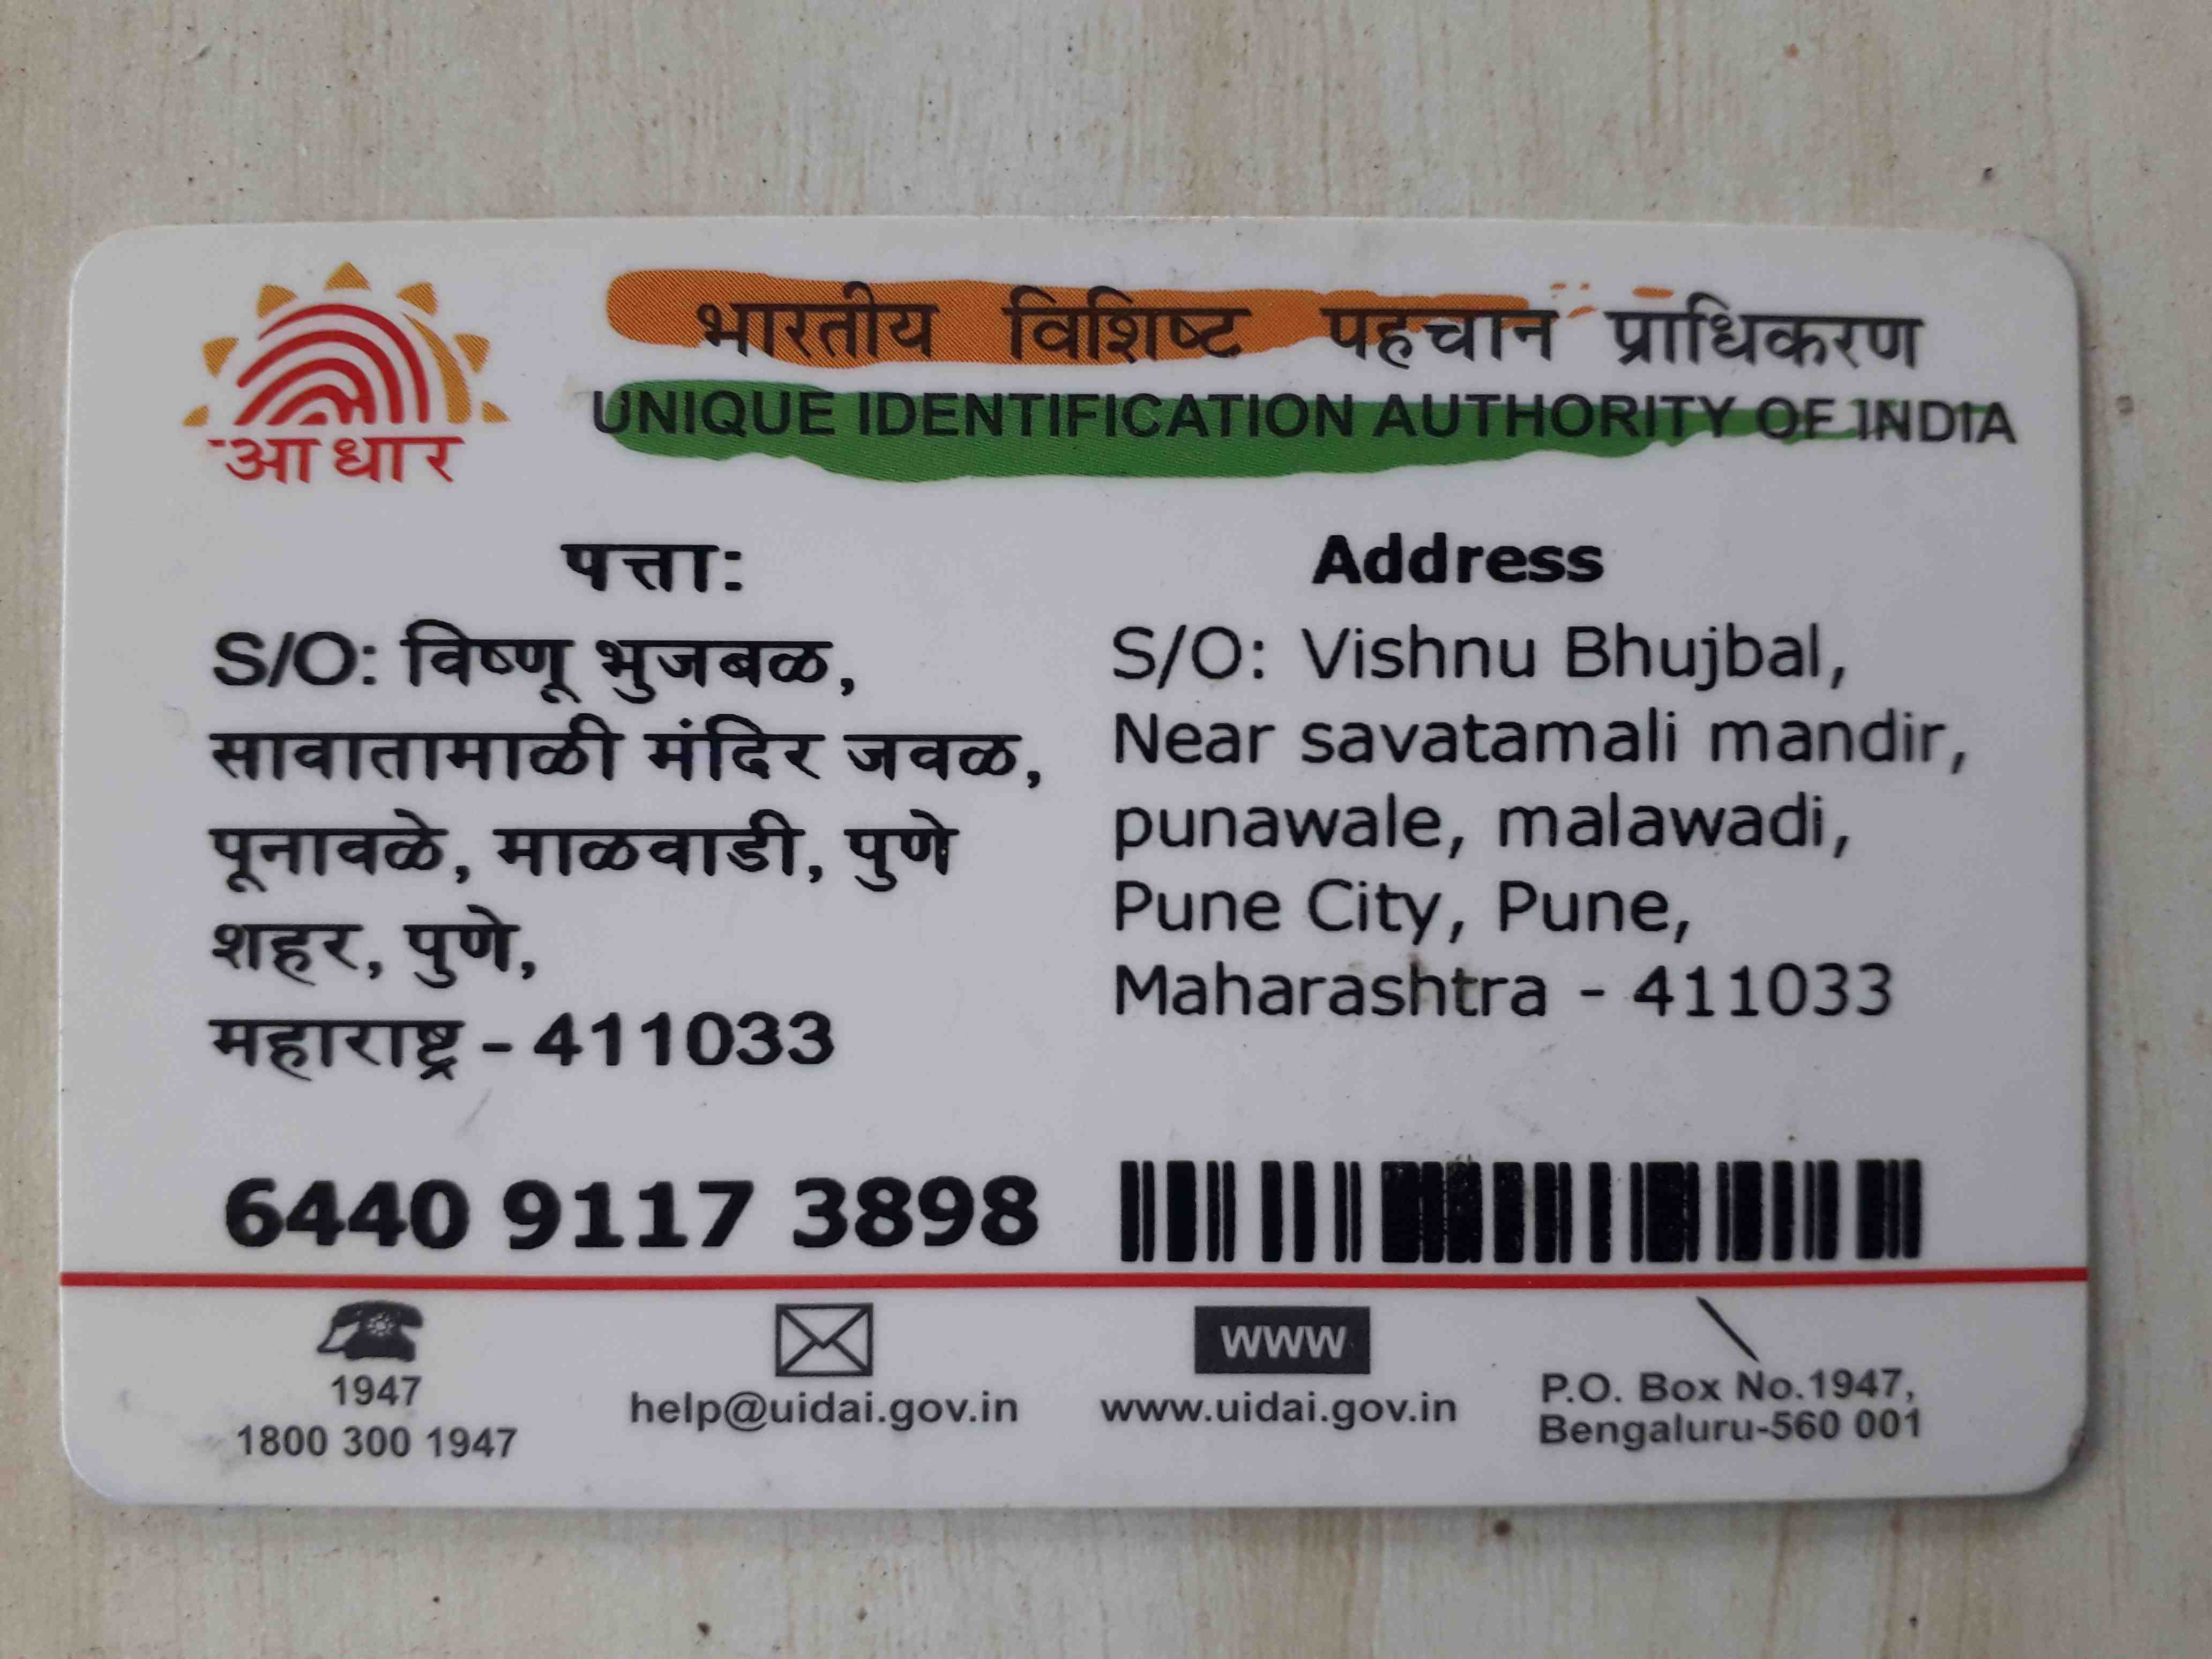 आधार
भारतीय विशिष्ट पहचान प्राधिकरण
UNIQUE IDENTIFICATION AUTHORITY OF INDIA
पत्ता:
S/O: विष्णू भुजबळ,
सावातामाळी मंदिर जवळ,
पूनावळे, माळवाडी, पुणे
शहर, पुणे,
महाराष्ट्र - 411033
Address
S/O: Vishnu Bhujbal,
Near savatamali mandir,
punawale, malawadi,
Pune City, Pune,
Maharashtra - 411033
6440 9117 3898
1947
1800 300 1947
help@uidai.gov.in
www
www.uidai.gov.in
P.O. Box No.1947,
Bengaluru-560 001